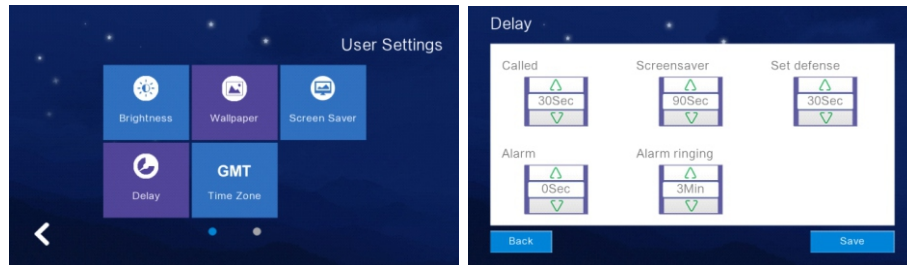 User Settings
Brightness
Wallpaper
Screen Saver
Delay
GMT
Time Zone
Delay
Called
Screensaver
Set defense
30Sec
90Sec
30Sec
Alarm
Alarm ringing
0Sec
3Min
Back
Save